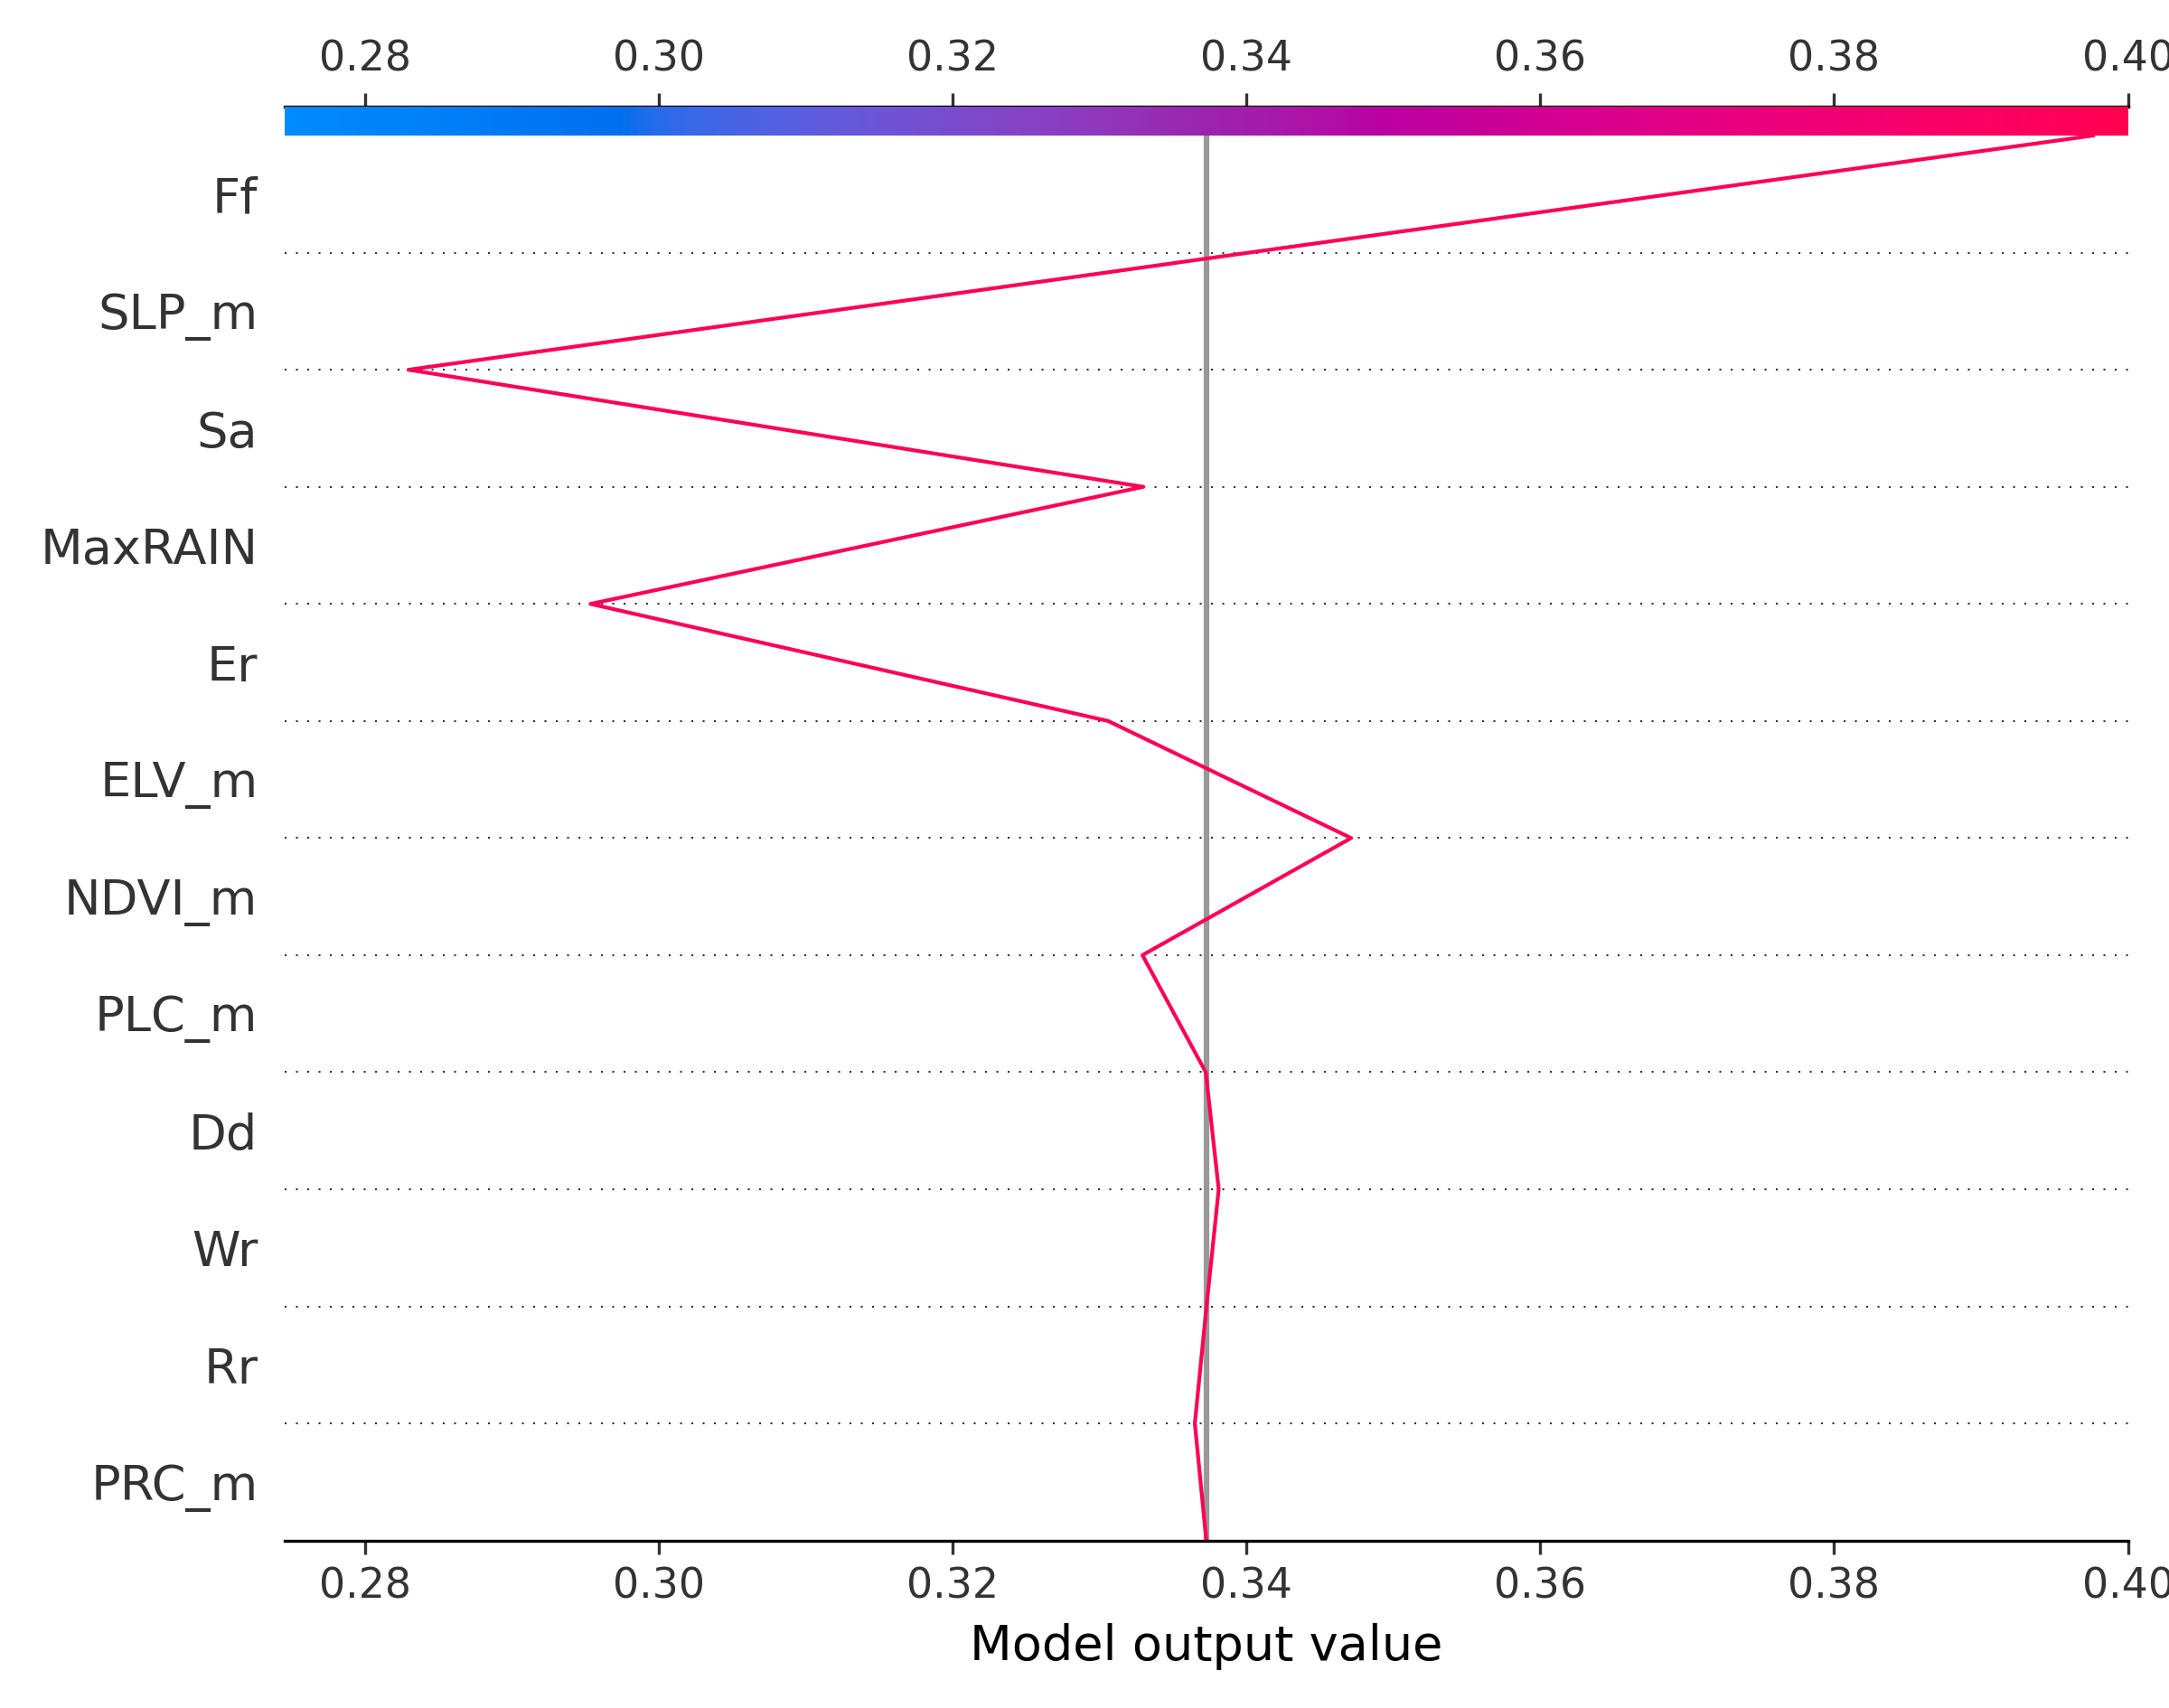 0.28 0.30 0.32 0.34 0.36 0.38 0.40
Ff
SLP_m
Sa
MaxRAIN
Er
ELV_m
NDVI_m
PLC_m
Dd
Wr
Rr
PRC_m
0.28 0.30 0.32 0.34 0.36 0.38 0.40
Model output value